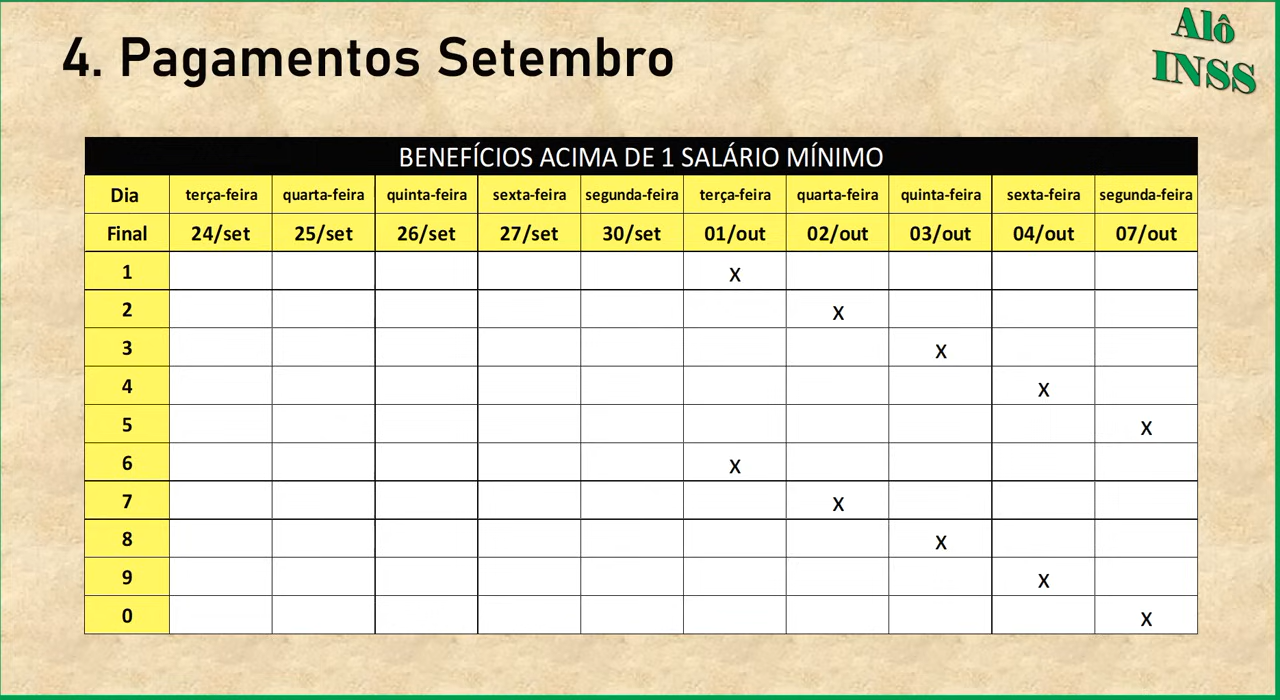 4. Pagamentos Setembro
Alô
INSS
BENEFÍCIOS ACIMA DE 1 SALÁRIO MÍNIMO
Dia terça-feira quarta-feira quinta-feira sexta-feira segunda-feira terça-feira quarta-feira quinta-feira sexta-feira segunda-feira
Final 24/set 25/set 26/set 27/set 30/set 01/out 02/out 03/out 04/out 07/out
1 x
2 x
3 x
4 x
5 x
6 x
7 x
8 x
9 x
0 x